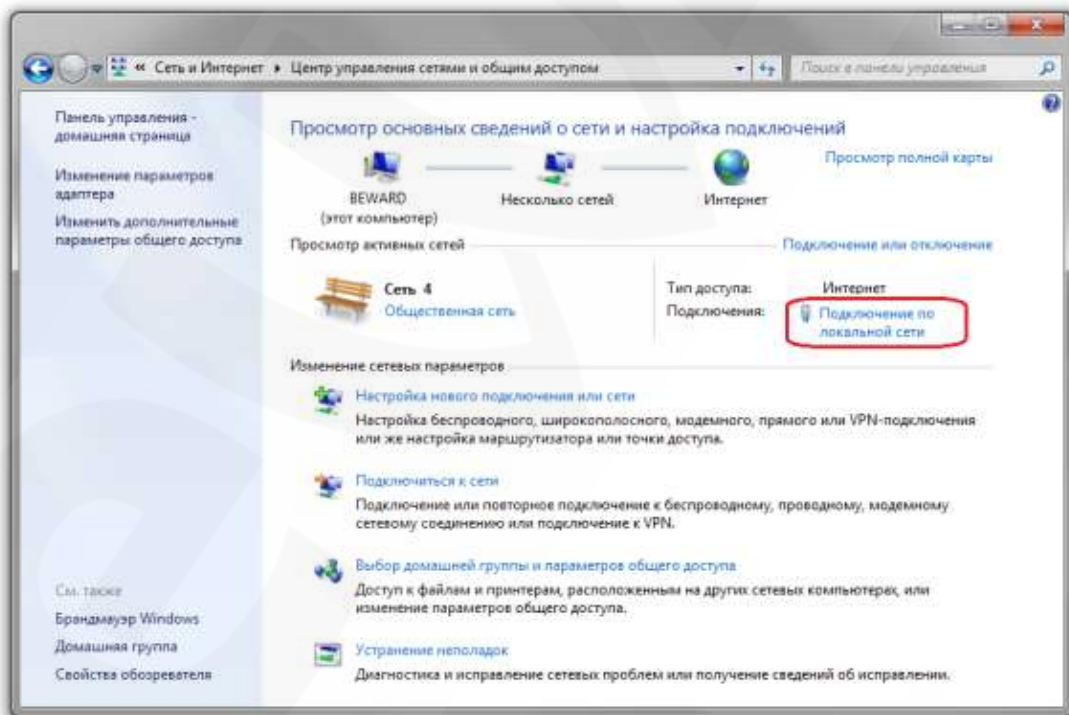 « Сеть и Интернет ▸ Центр управления сетями и общим доступом
Поиск в панели управления
Панель управления -
домашняя страница
Изменение параметров
адаптера
Изменить дополнительные
параметры общего доступа
См. также
Брандмауэр Windows
Домашняя группа
Свойства обозревателя
Просмотр основных сведений о сети и настройка подключений
Просмотр полной карты
BEWARD
(этот компьютер)
Несколько сетей
Интернет
Просмотр активных сетей
Подключение или отключение
Сеть 4
Общественная сеть
Тип доступа: Интернет
Подключения: Подключение по
локальной сети
Изменение сетевых параметров
Настройка нового подключения или сети
Настройка беспроводного, широкополосного, модемного, прямого или VPN-подключения
или же настройка маршрутизатора или точки доступа.
Подключиться к сети
Подключение или повторное подключение к беспроводному, проводному, модемному
сетевому соединению или подключение к VPN.
Выбор домашней группы и параметров общего доступа
Доступ к файлам и принтерам, расположенным на других сетевых компьютерах, или
изменение параметров общего доступа.
Устранение неполадок
Диагностика и исправление сетевых проблем или получение сведений об исправлении.